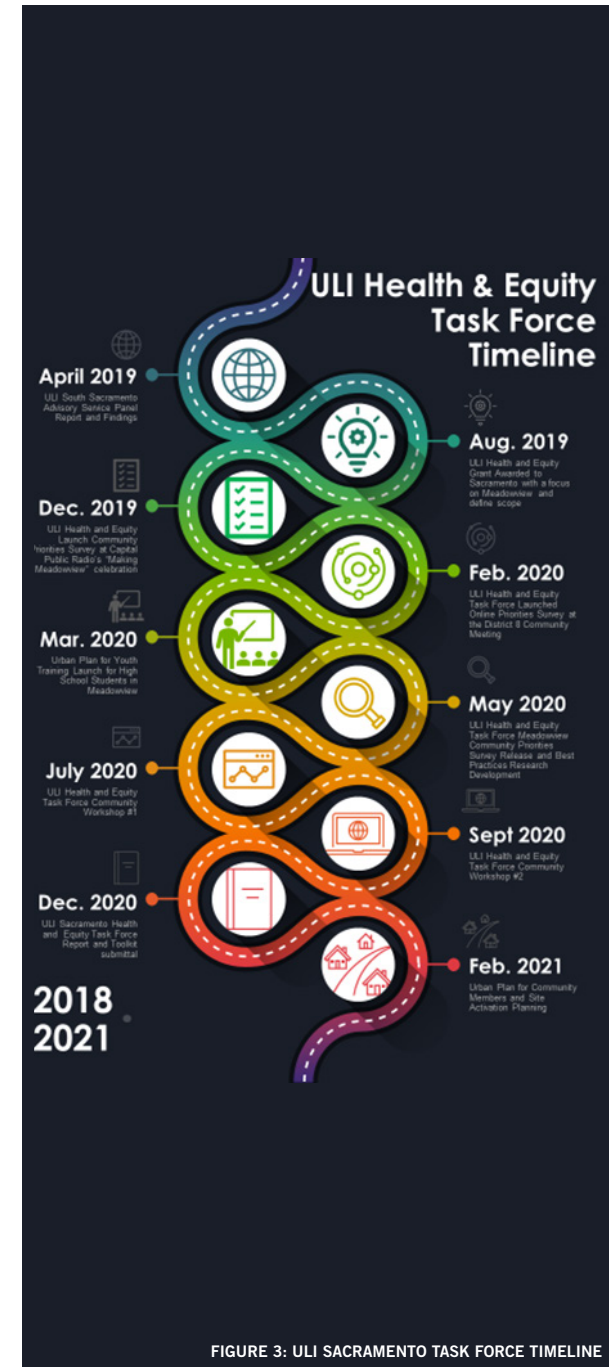 ULI Health & Equity
Task Force
Timeline
April 2019
ULI South Sacramento
Advisory Service Panel
Report and Findings
Aug. 2019
ULI Health and Equity
Grant Awarded to
Sacramento with a focus
on Meadowview and
define scope
Dec. 2019
ULI Health and Equity
Launch Community
riorities Survey at Capital
Public Radio's "Making
Meadowview" celebration
Feb. 2020
ULI Health and Equity
Task Force Launched
Online Priorities Survey at
the District 8 Community
Meeting
Mar. 2020
Urban Plan for Youth
Training Launch for High
School Students in
Meadowview
May 2020
ULI Health and Equity
Task Force Meadowview
Community Priorities
Survey Release and Best
Practices Research
Development
July 2020
ULI Health and Equity
Task Force Community
Workshop #1
Sept 2020
ULI Health and Equity
Task Force Community
Workshop #2
Dec. 2020
ULI Sacramento Health
and Equity Task Force
Report and Toolkit
submittal
Feb. 2021
Urban Plan for Community
Members and Site
Activation Planning
2018
2021
FIGURE 3: ULI SACRAMENTO TASK FORCE TIMELINE